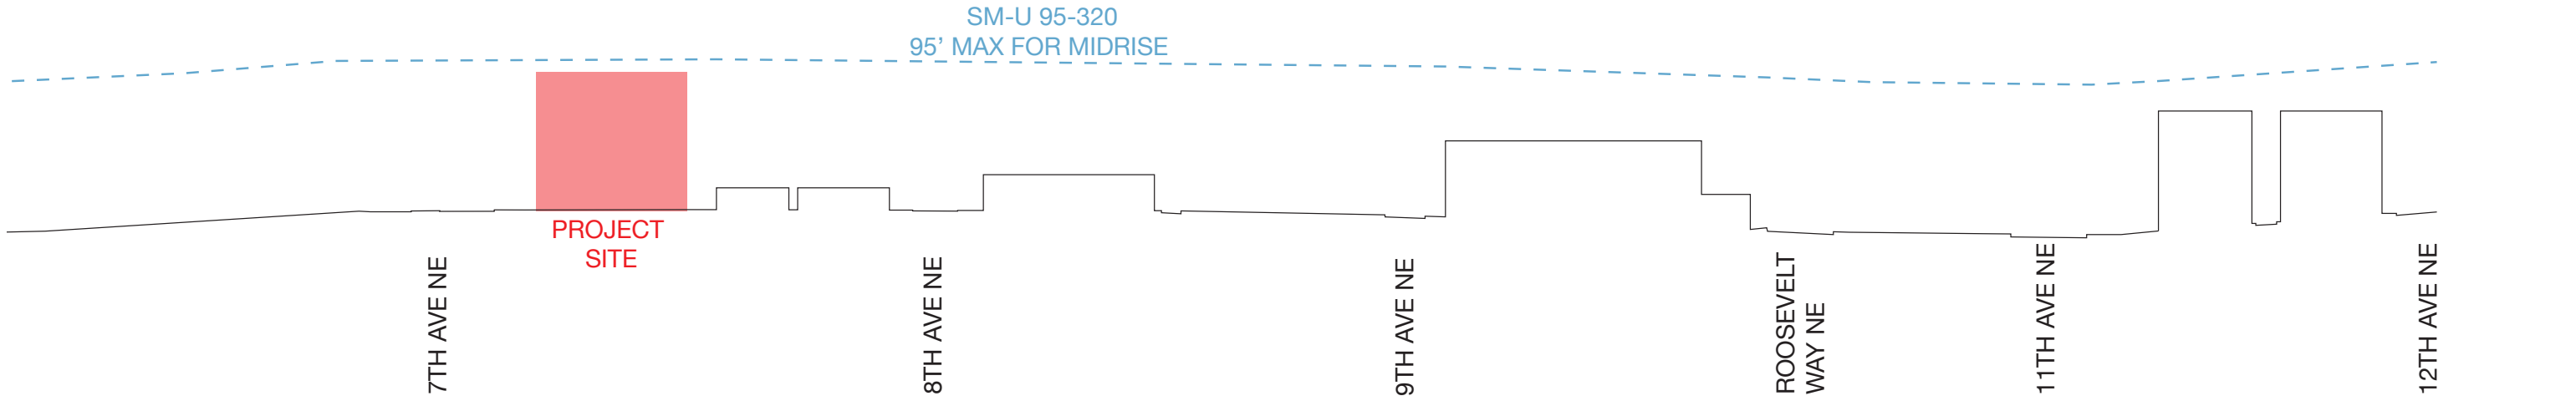 SM-U 95-320
95’ MAX FOR MIDRISE
PROJECT
SITE
7TH AVE NE
8TH AVE NE
9TH AVE NE
ROOSEVELT
WAY NE
11TH AVE NE
12TH AVE NE